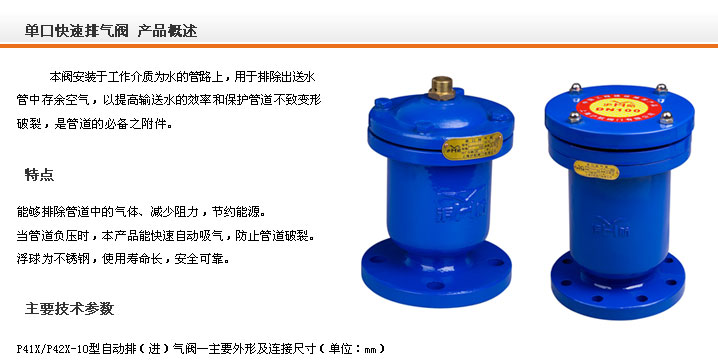 单口快速排气阀 产品概述
本阀安装于工作介质为水的管路上，用于排除出送水
管中存余空气，以提高输送水的效率和保护管道不致变形
破裂，是管道的必备之附件。
特点
能够排除管道中的气体、减少阻力，节约能源。
当管道负压时，本产品能快速自动吸气，防止管道破裂。
浮球为不锈钢，使用寿命长，安全可靠。
主要技术参数
P41X/P42X-10型自动排(进)气阀一主要外形及连接尺寸(单位：mm)
DN100